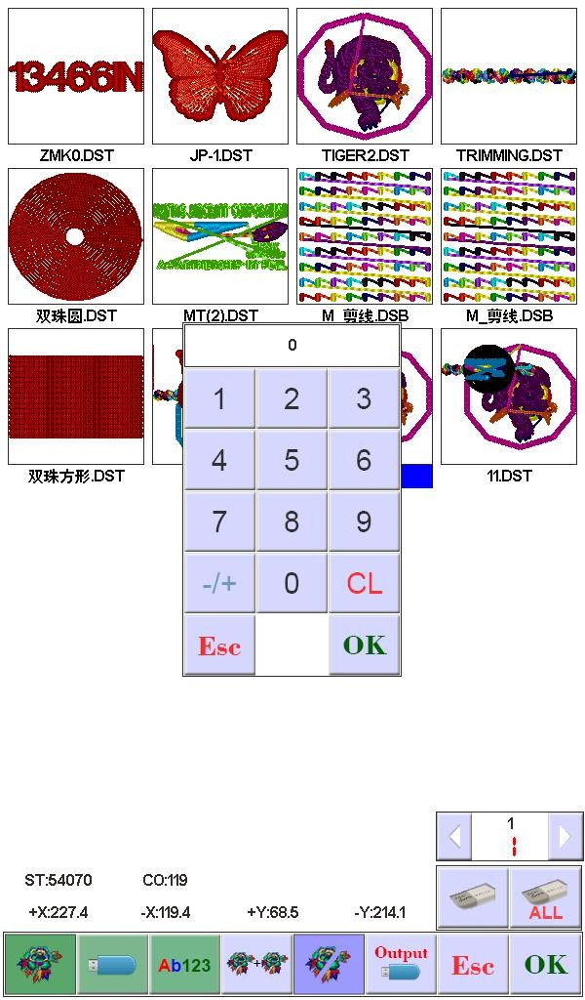 13466IN
ZMK0.DST
JP-1.DST
TIGER2.DST
TRIMMING.DST
双珠圆.DST
MT(2).DST
M_剪线.DSB
M_剪线.DSB
双珠方形.DST
11.DST
0
1
2
3
4
5
6
7
8
9
-/+
0
CL
Esc
OK
1
1
ST:54070
CO:119
+X:227.4
-X:119.4
+Y:68.5
-Y:214.1
ALL
Ab123
+
Output
Esc
OK